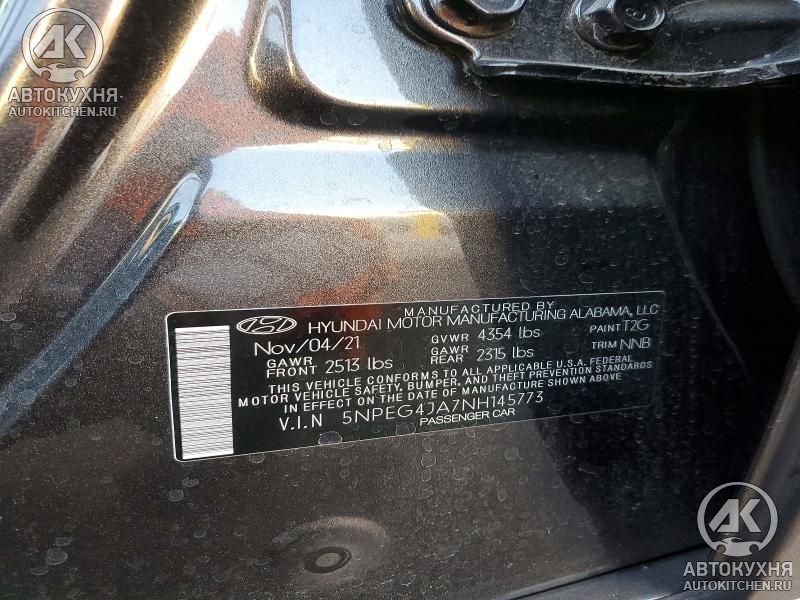 АВТОКУХНЯ
AUTOKITCHEN.RU
MANUFACTURED BY
HYUNDAI MOTOR MANUFACTURING ALABAMA, LLC
Nov/04/21 GVWR 4354 lbs PAINT T2G
GAWR FRONT 2513 lbs GAWR REAR 2315 lbs TRIM NNB
THIS VEHICLE CONFORMS TO ALL APPLICABLE U.S.A. FEDERAL
MOTOR VEHICLE SAFETY, BUMPER, AND THEFT PREVENTION STANDARDS
IN EFFECT ON THE DATE OF MANUFACTURE SHOWN ABOVE.
V.I.N 5NPEG4JA7NH145773
PASSENGER CAR
АК
АВТОКУХНЯ
AUTOKITCHEN.RU